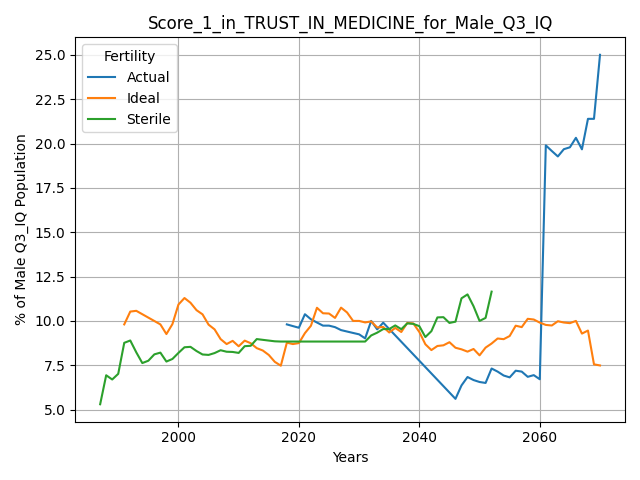 Score_1_in_TRUST_IN_MEDICINE_for_Male_Q3_IQ
Fertility
Actual
Ideal
Sterile
% of Male Q3_IQ Population
25.0
22.5
20.0
17.5
15.0
12.5
10.0
7.5
5.0
2000
2020
2040
2060
Years